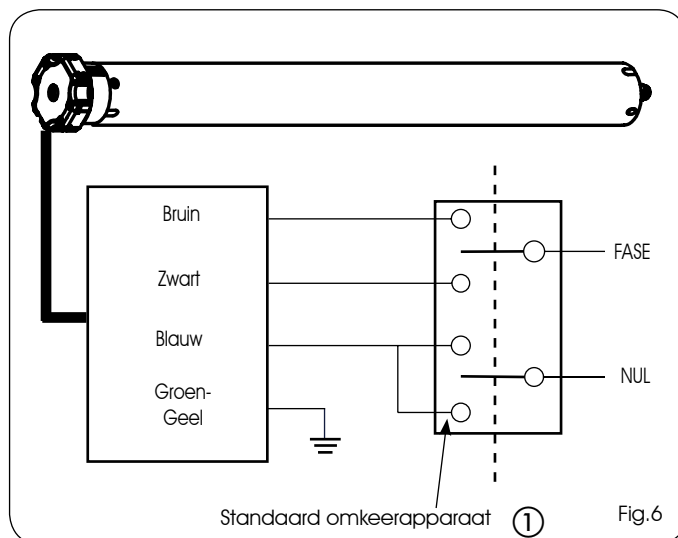 Bruin
FASE
Zwart
Blauw
NUL
Groen-
Geel
Standaard omkeerapparaat ①
Fig.6